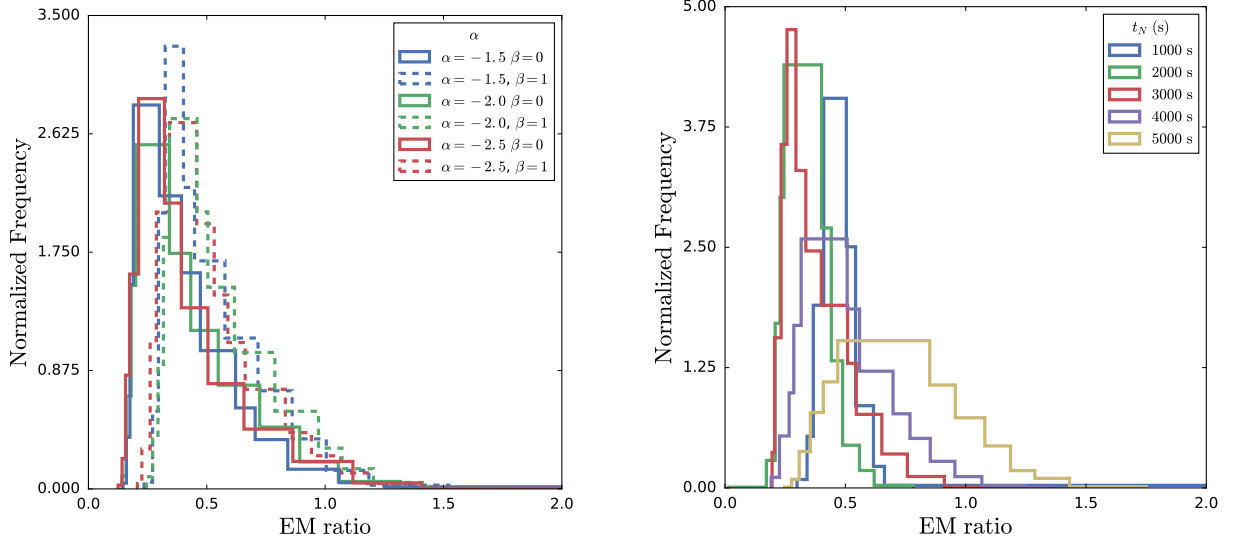 3.500
2.625
1.750
0.875
0.000
Normalized Frequency
0.0
0.5
1.0
1.5
2.0
EM ratio
α
α = −1.5 β = 0
α = −1.5, β = 1
α = −2.0 β = 0
α = −2.0, β = 1
α = −2.5 β = 0
α = −2.5, β = 1
5.00
3.75
2.50
1.25
0.00
Normalized Frequency
0.0
0.5
1.0
1.5
2.0
EM ratio
t_N (s)
1000 s
2000 s
3000 s
4000 s
5000 s